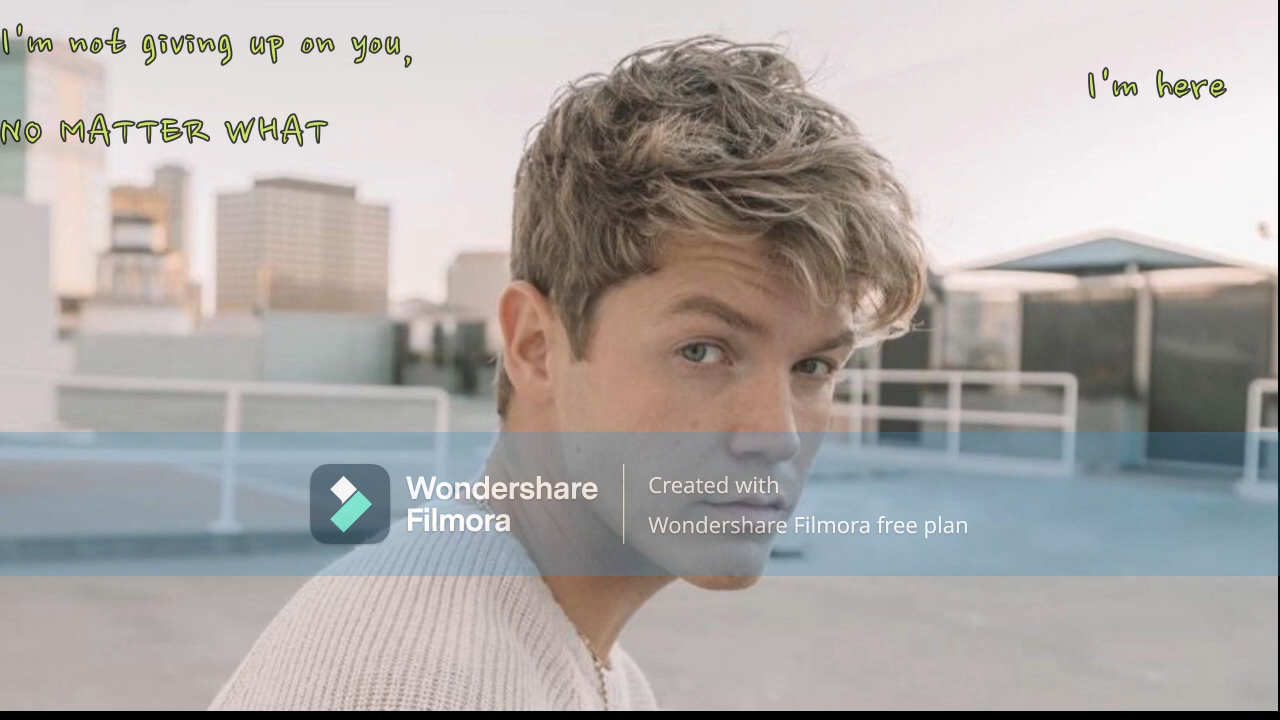 I'm not giving up on you,
I'm here
NO MATTER WHAT
Wondershare
Filmora
Created with
Wondershare Filmora free plan